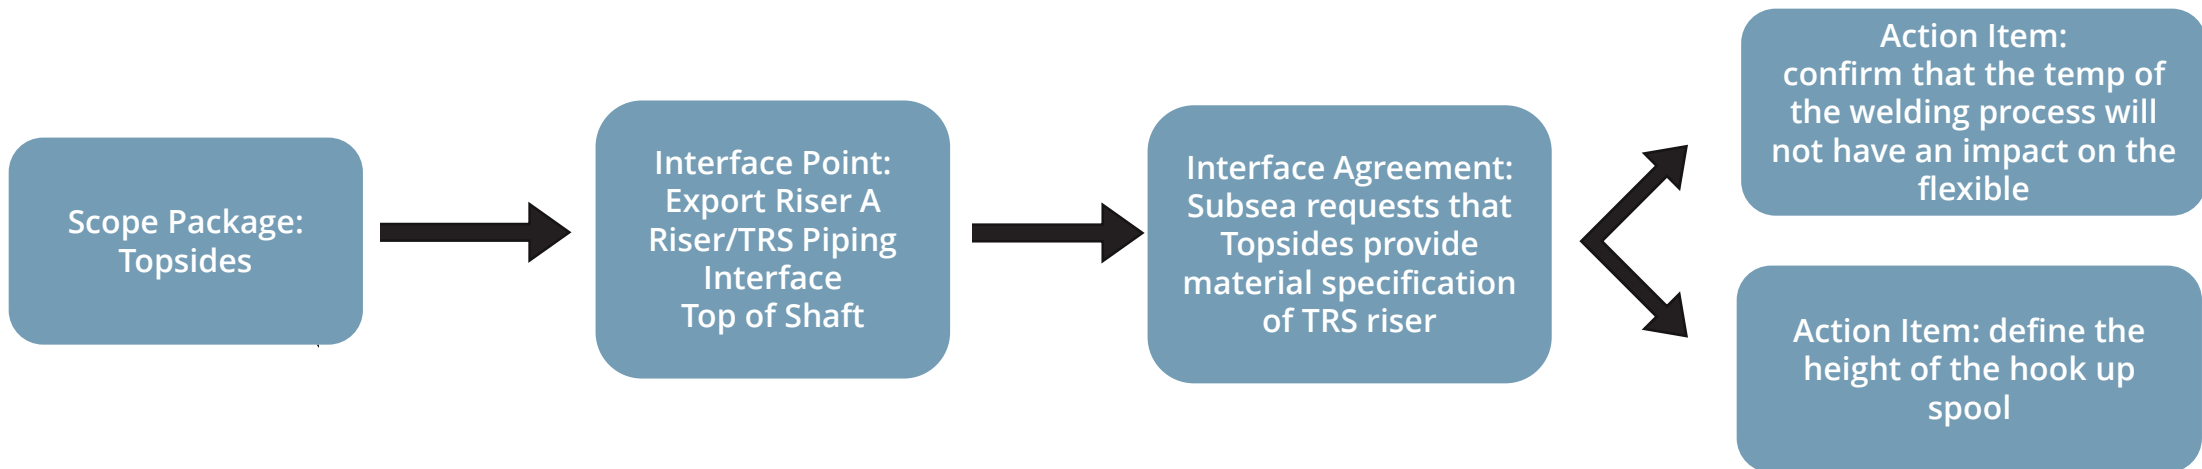 Scope Package:
Topsides
Interface Point:
Export Riser A
Riser/TRS Piping
Interface
Top of Shaft
Interface Agreement:
Subsea requests that
Topsides provide
material specification
of TRS riser
Action Item:
confirm that the temp of
the welding process will
not have an impact on the
flexible
Action Item: define the
height of the hook up
spool